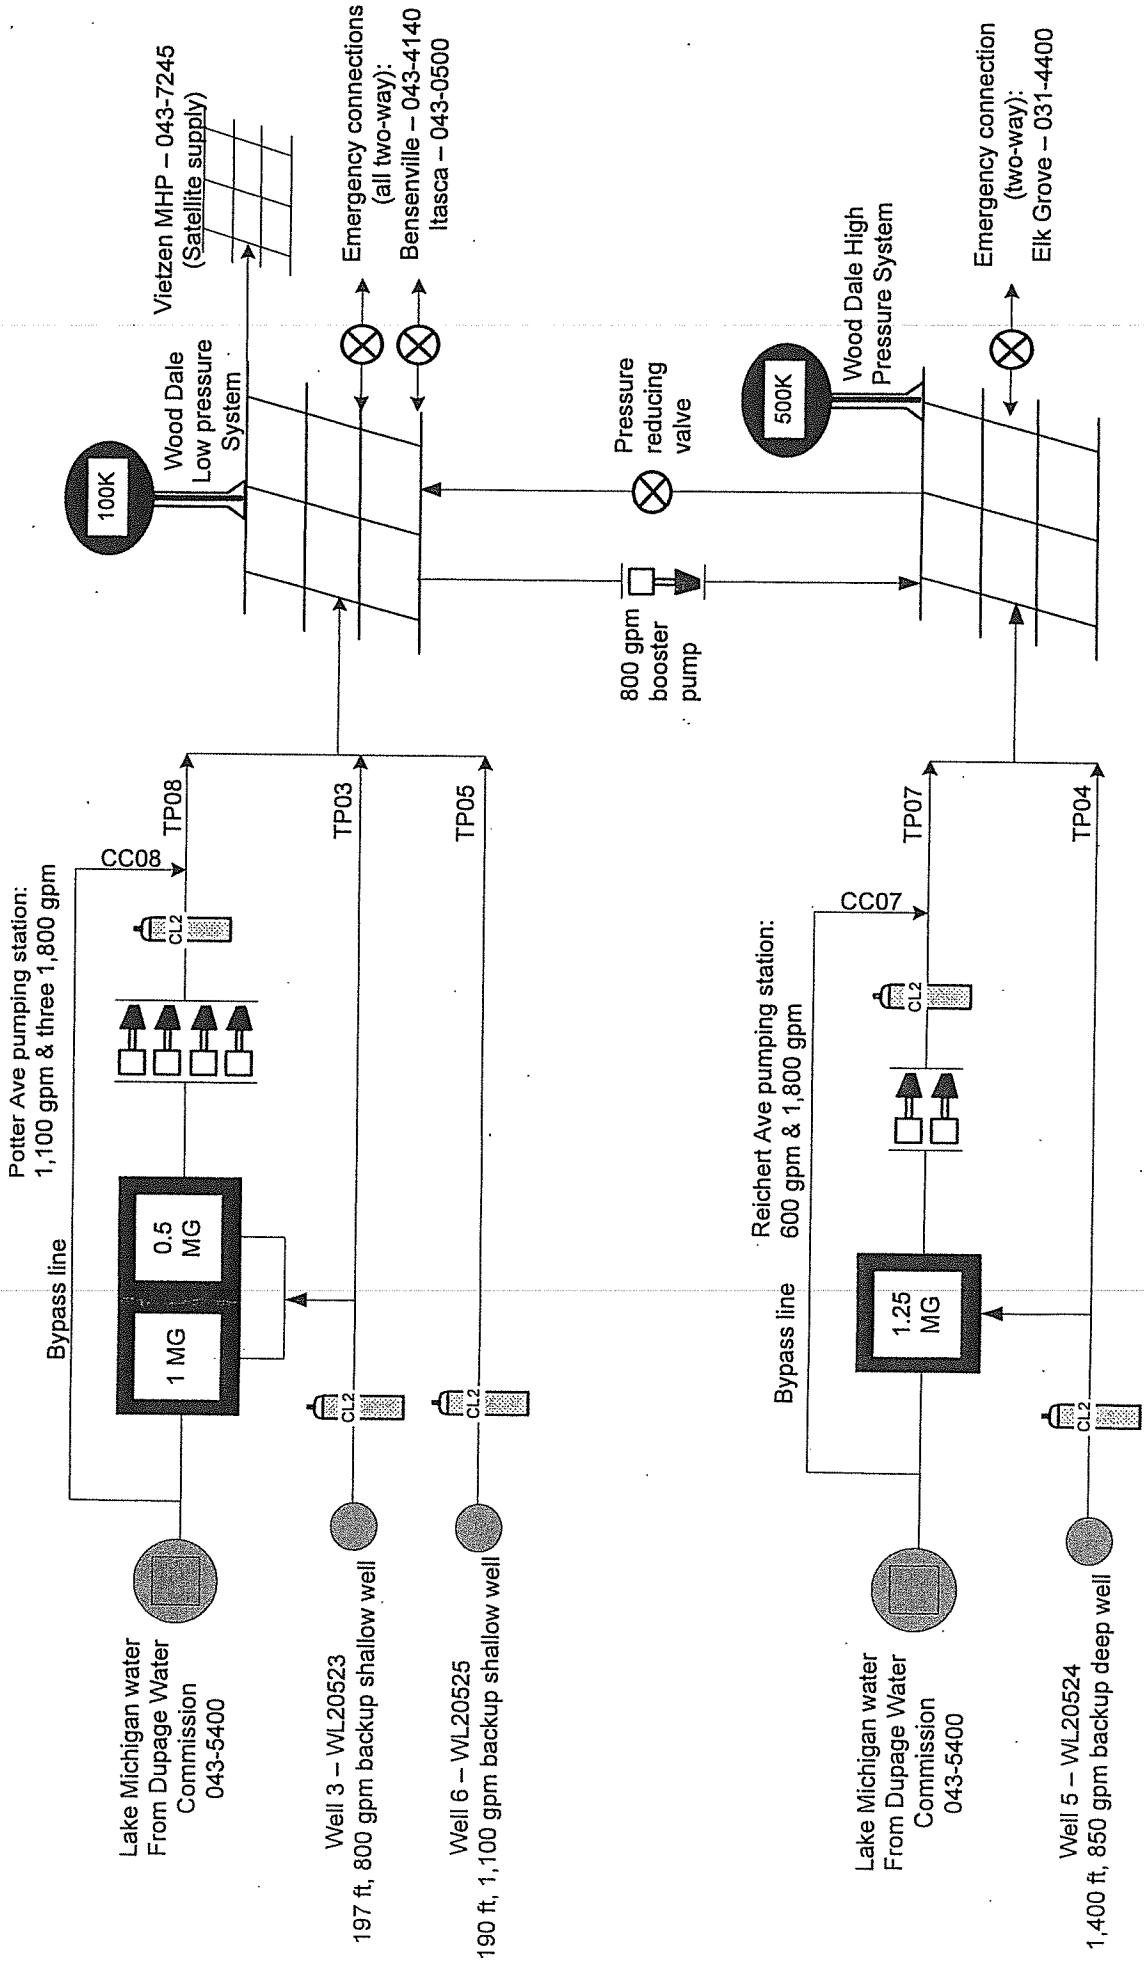 Potter Ave pumping station:
1,100 gpm & three 1,800 gpm
Bypass line
CC08
Lake Michigan water
From Dupage Water
Commission
043-5400
1 MG
0.5
MG
CL2
TP08
Well 3 – WL20523
197 ft, 800 gpm backup shallow well
CL2
TP03
Well 6 – WL20525
190 ft, 1,100 gpm backup shallow well
CL2
TP05
100K
Wood Dale
Low pressure
System
Vietzen MHP – 043-7245
(Satellite supply)
Emergency connections
(all two-way):
Bensenville – 043-4140
Itasca – 043-0500
800 gpm
booster
pump
Pressure
reducing
valve
Reichert Ave pumping station:
600 gpm & 1,800 gpm
Bypass line
CC07
Lake Michigan water
From Dupage Water
Commission
043-5400
1.25
MG
CL2
TP07
Well 5 – WL20524
1,400 ft, 850 gpm backup deep well
CL2
TP04
500K
Wood Dale High
Pressure System
Emergency connection
(two-way):
Elk Grove – 031-4400